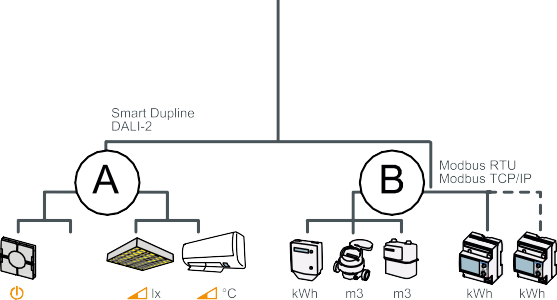 Smart Dupline
DALI-2
Modbus RTU
Modbus TCP/IP
A
B
lx
°C
kWh
m3
m3
kWh
kWh